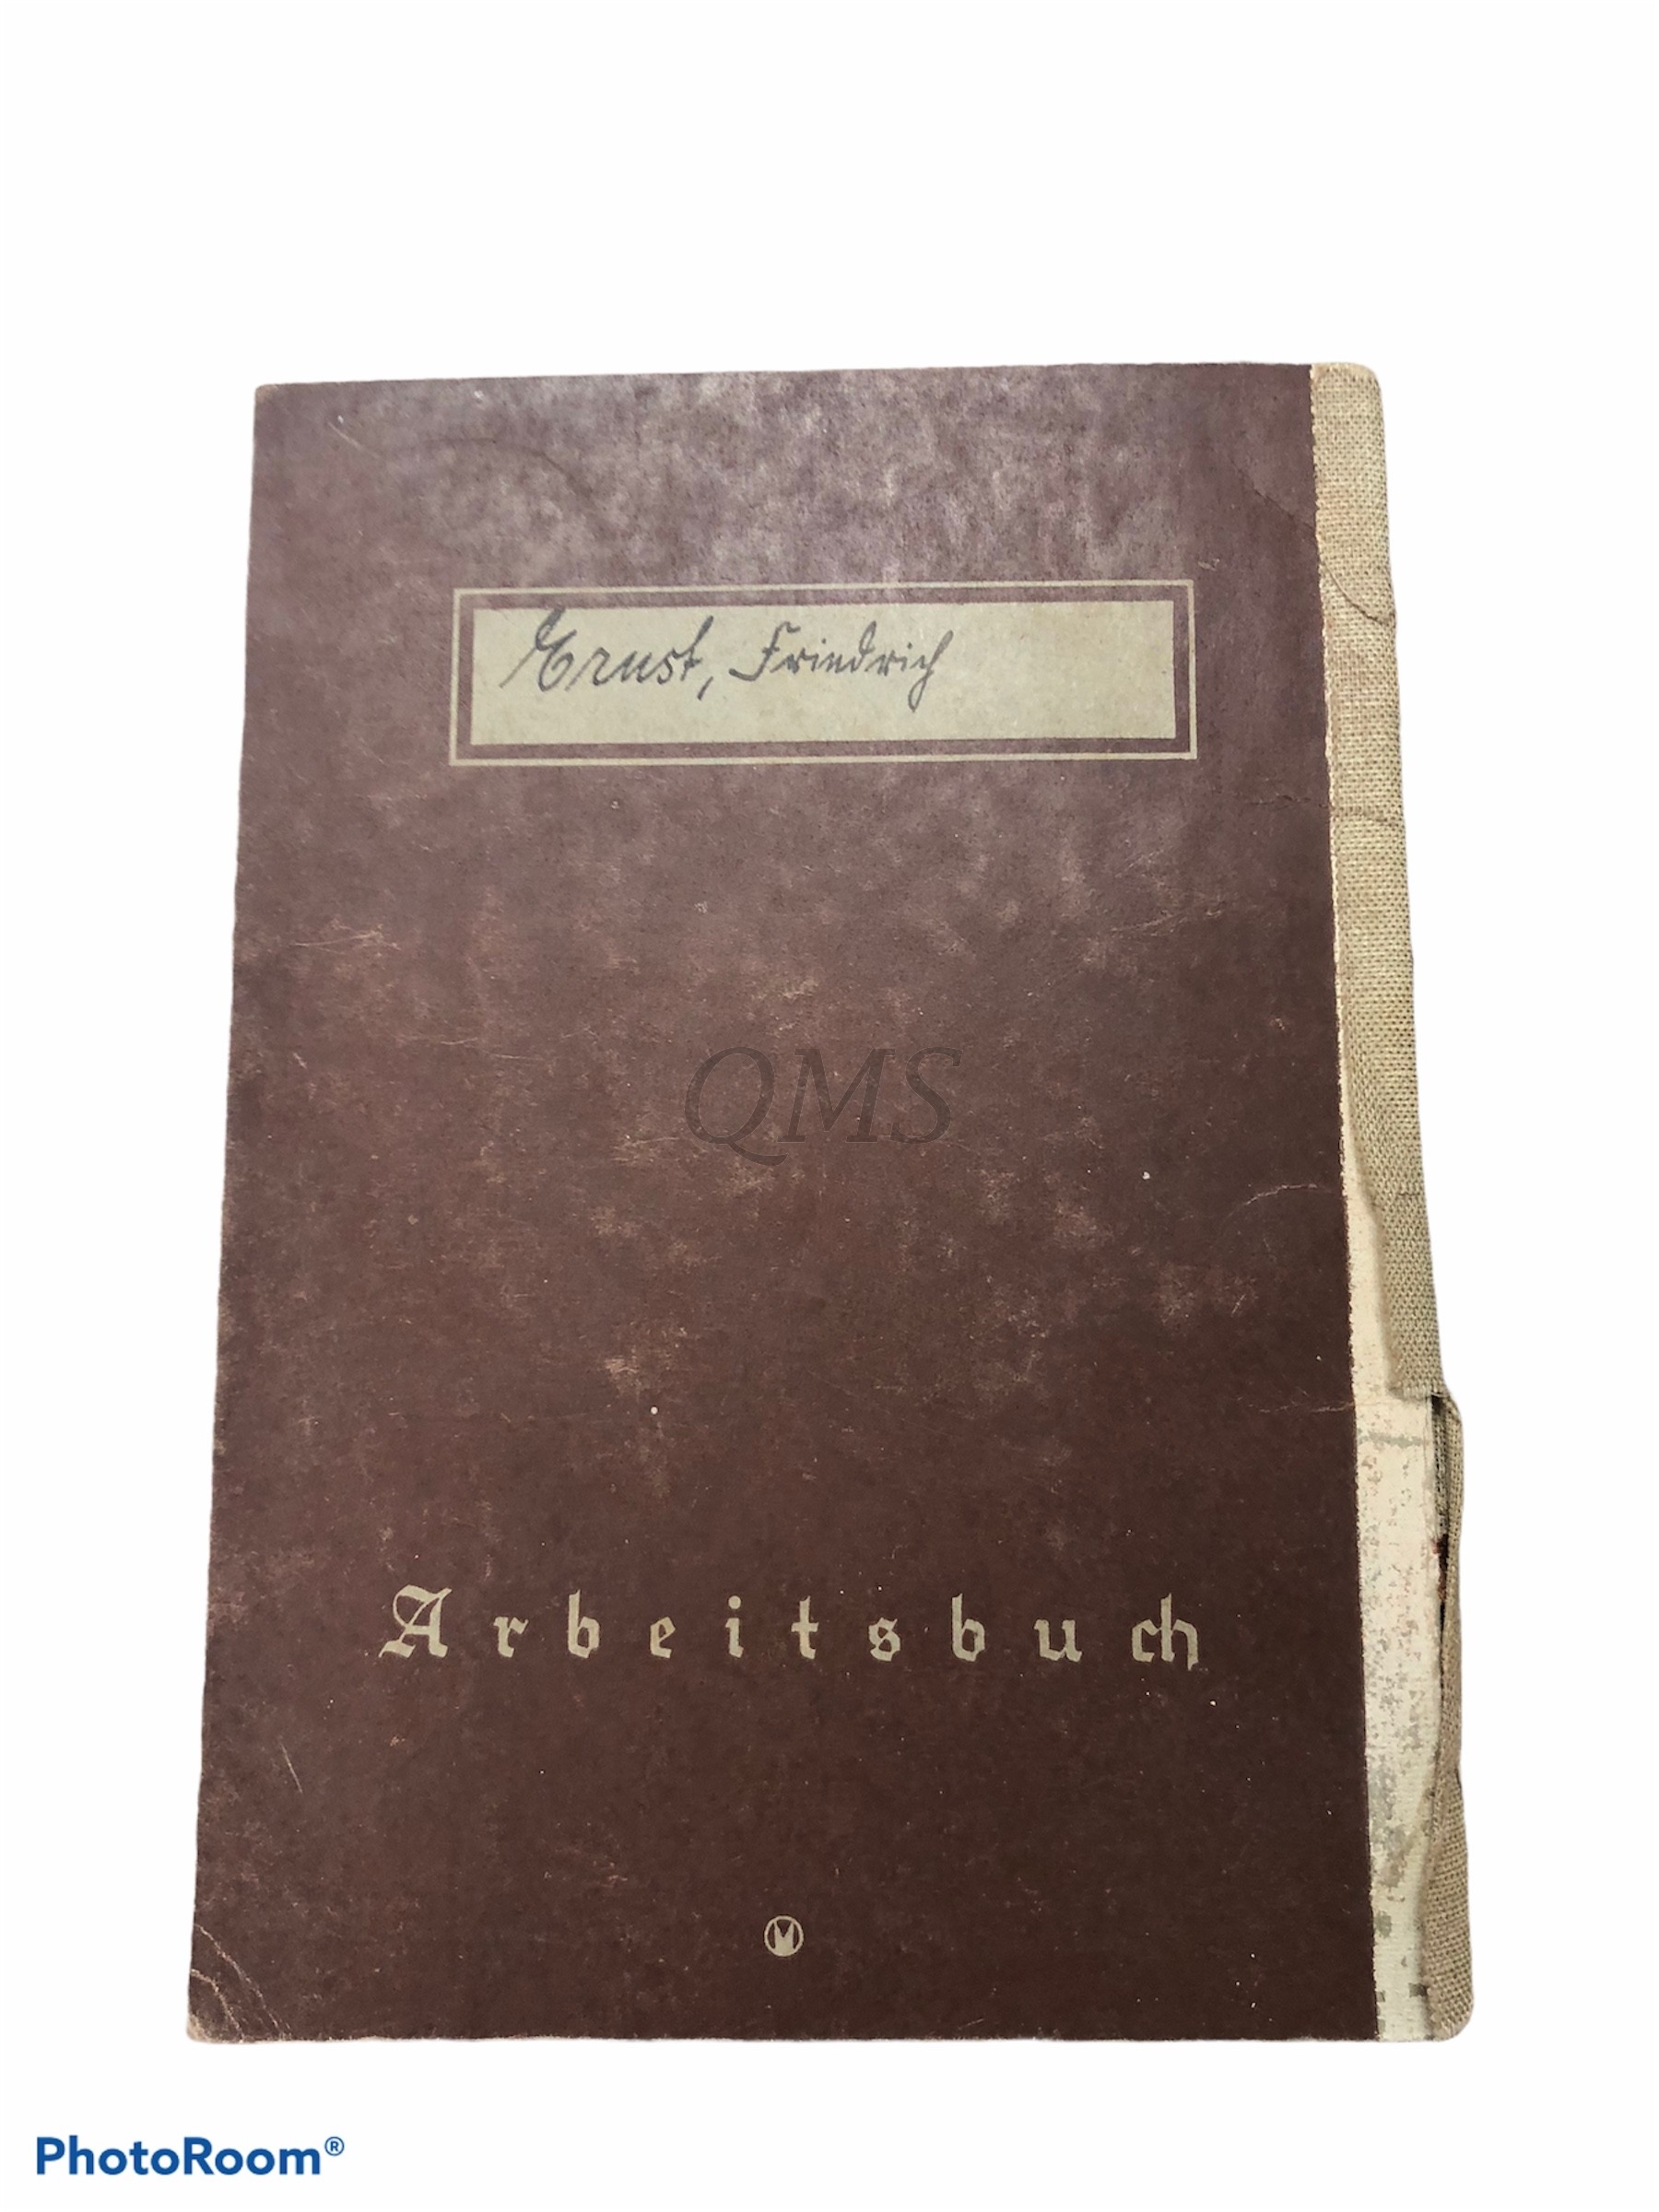 Ernst, Friedrich
QMS
Arbeitsbuch
M
PhotoRoom®